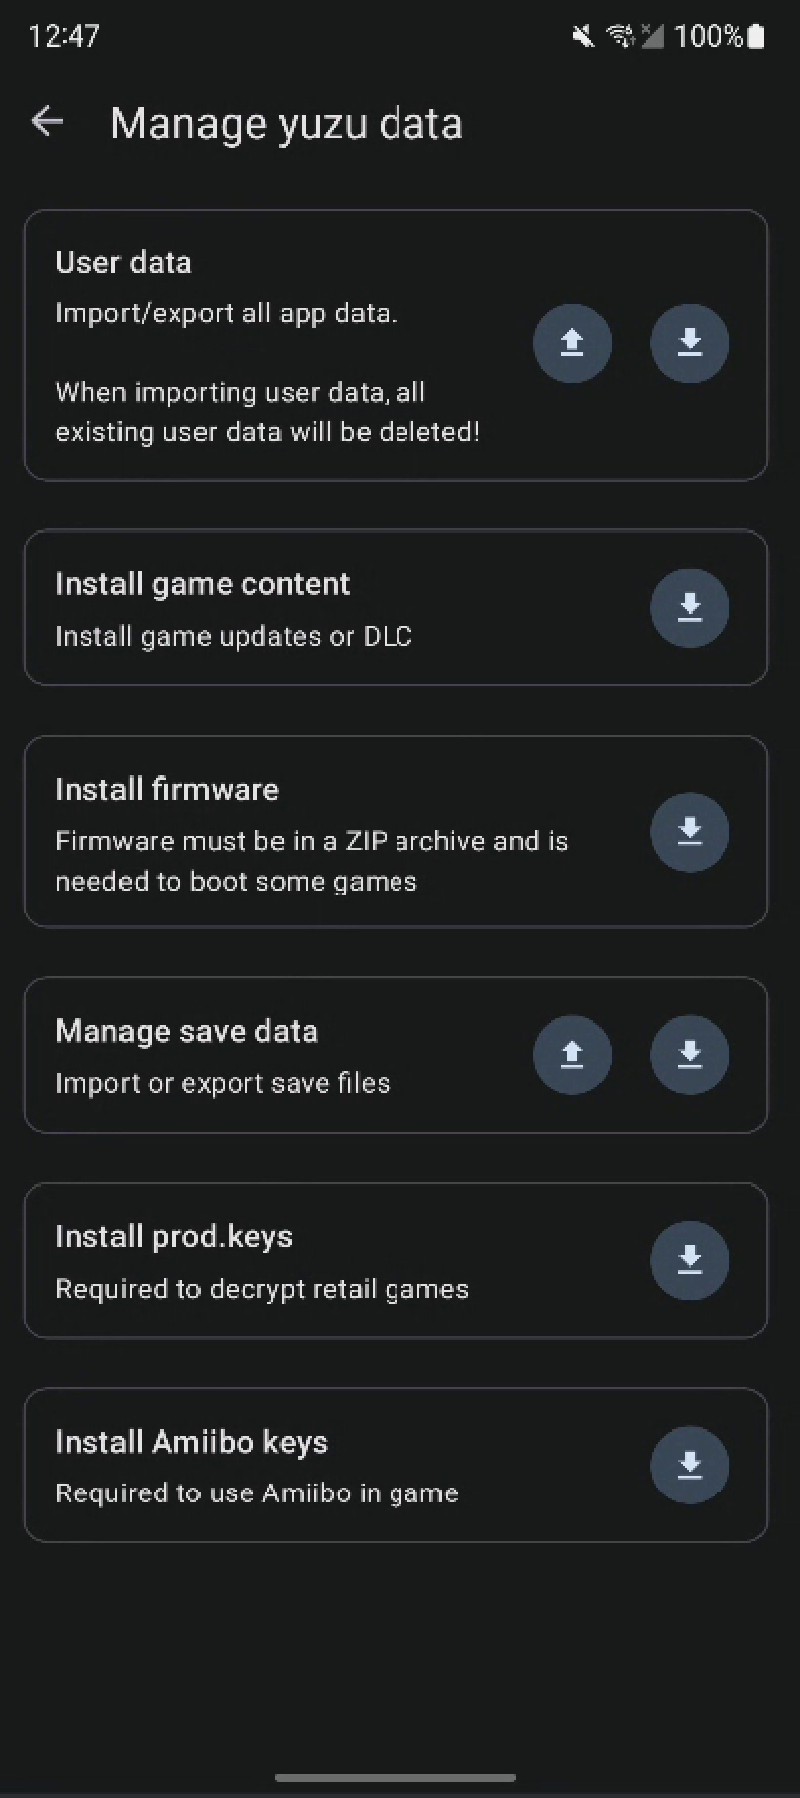 12:47
100%
Manage yuzu data
User data
Import/export all app data.
When importing user data, all
existing user data will be deleted!
Install game content
Install game updates or DLC
Install firmware
Firmware must be in a ZIP archive and is
needed to boot some games
Manage save data
Import or export save files
Install prod.keys
Required to decrypt retail games
Install Amiibo keys
Required to use Amiibo in game